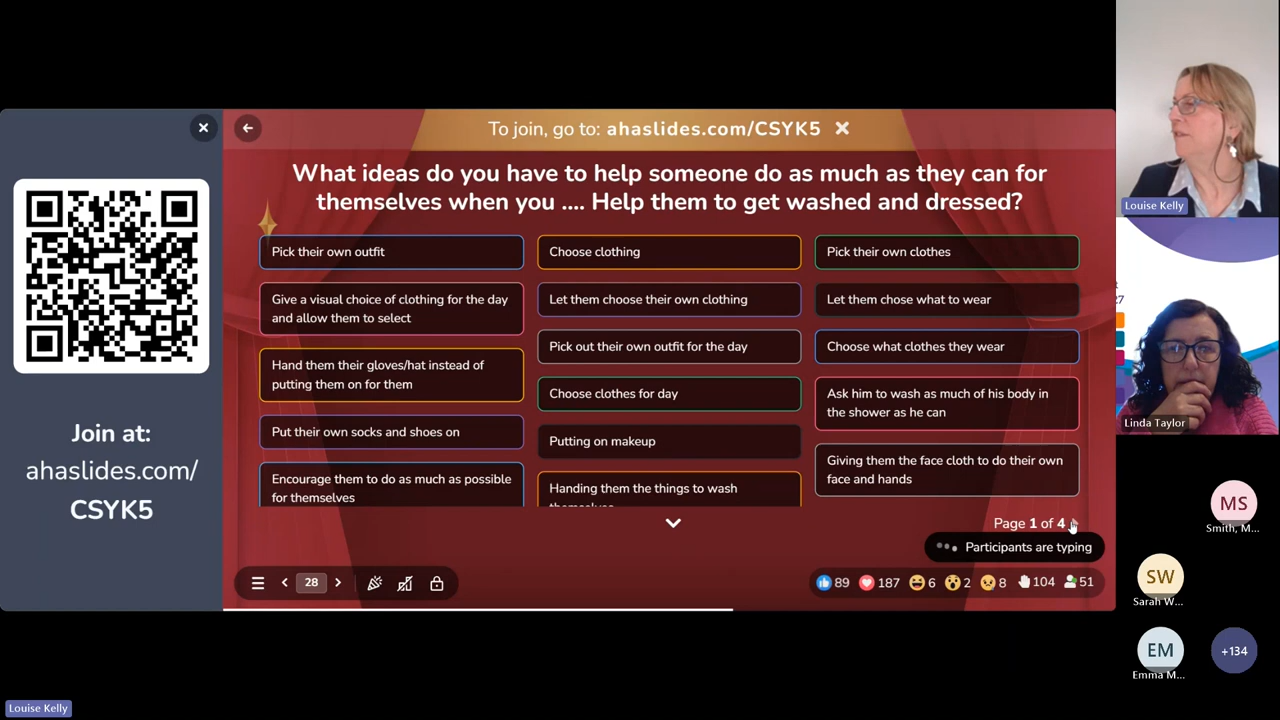 To join, go to: ahaslides.com/CSYK5
What ideas do you have to help someone do as much as they can for
themselves when you .... Help them to get washed and dressed?
Pick their own outfit
Give a visual choice of clothing for the day
and allow them to select
Hand them their gloves/hat instead of
putting them on for them
Put their own socks and shoes on
Encourage them to do as much as possible
for themselves
Choose clothing
Let them choose their own clothing
Pick out their own outfit for the day
Choose clothes for day
Putting on makeup
Handing them the things to wash
themselves
Pick their own clothes
Let them chose what to wear
Choose what clothes they wear
Ask him to wash as much of his body in
the shower as he can
Giving them the face cloth to do their own
face and hands
Page 1 of 4
Participants are typing
28
89 187 6 2 8 104 51
Join at:
ahaslides.com/
CSYK5
Louise Kelly
27
Linda Taylor
MS
Smith, M...
SW
Sarah W...
EM
Emma M...
+134
Louise Kelly